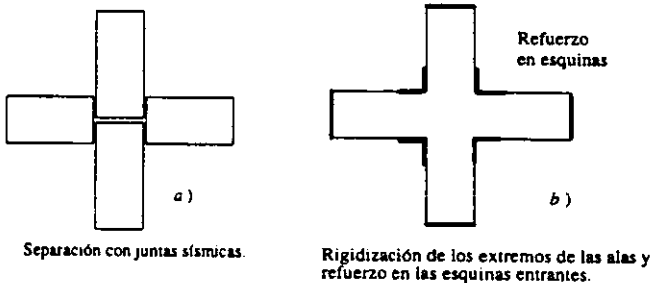 Refuerzo
en esquinas
a )
b )
Separación con juntas sísmicas.
Rigidización de los extremos de las alas y
refuerzo en las esquinas entrantes.